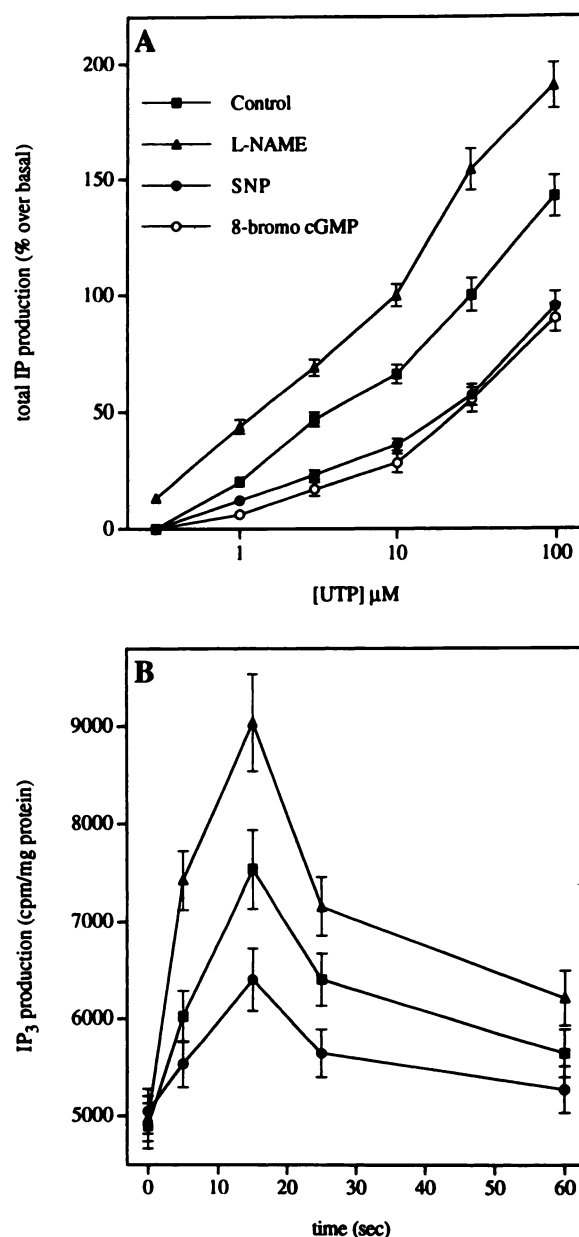 A
200
150
100
50
0
total IP production (% over basal)
Control
L-NAME
SNP
8-bromo cGMP
1
10
100
[UTP] µM
B
9000
8000
7000
6000
5000
IP₃ production (cpm/mg protein)
0
10
20
30
40
50
60
time (sec)